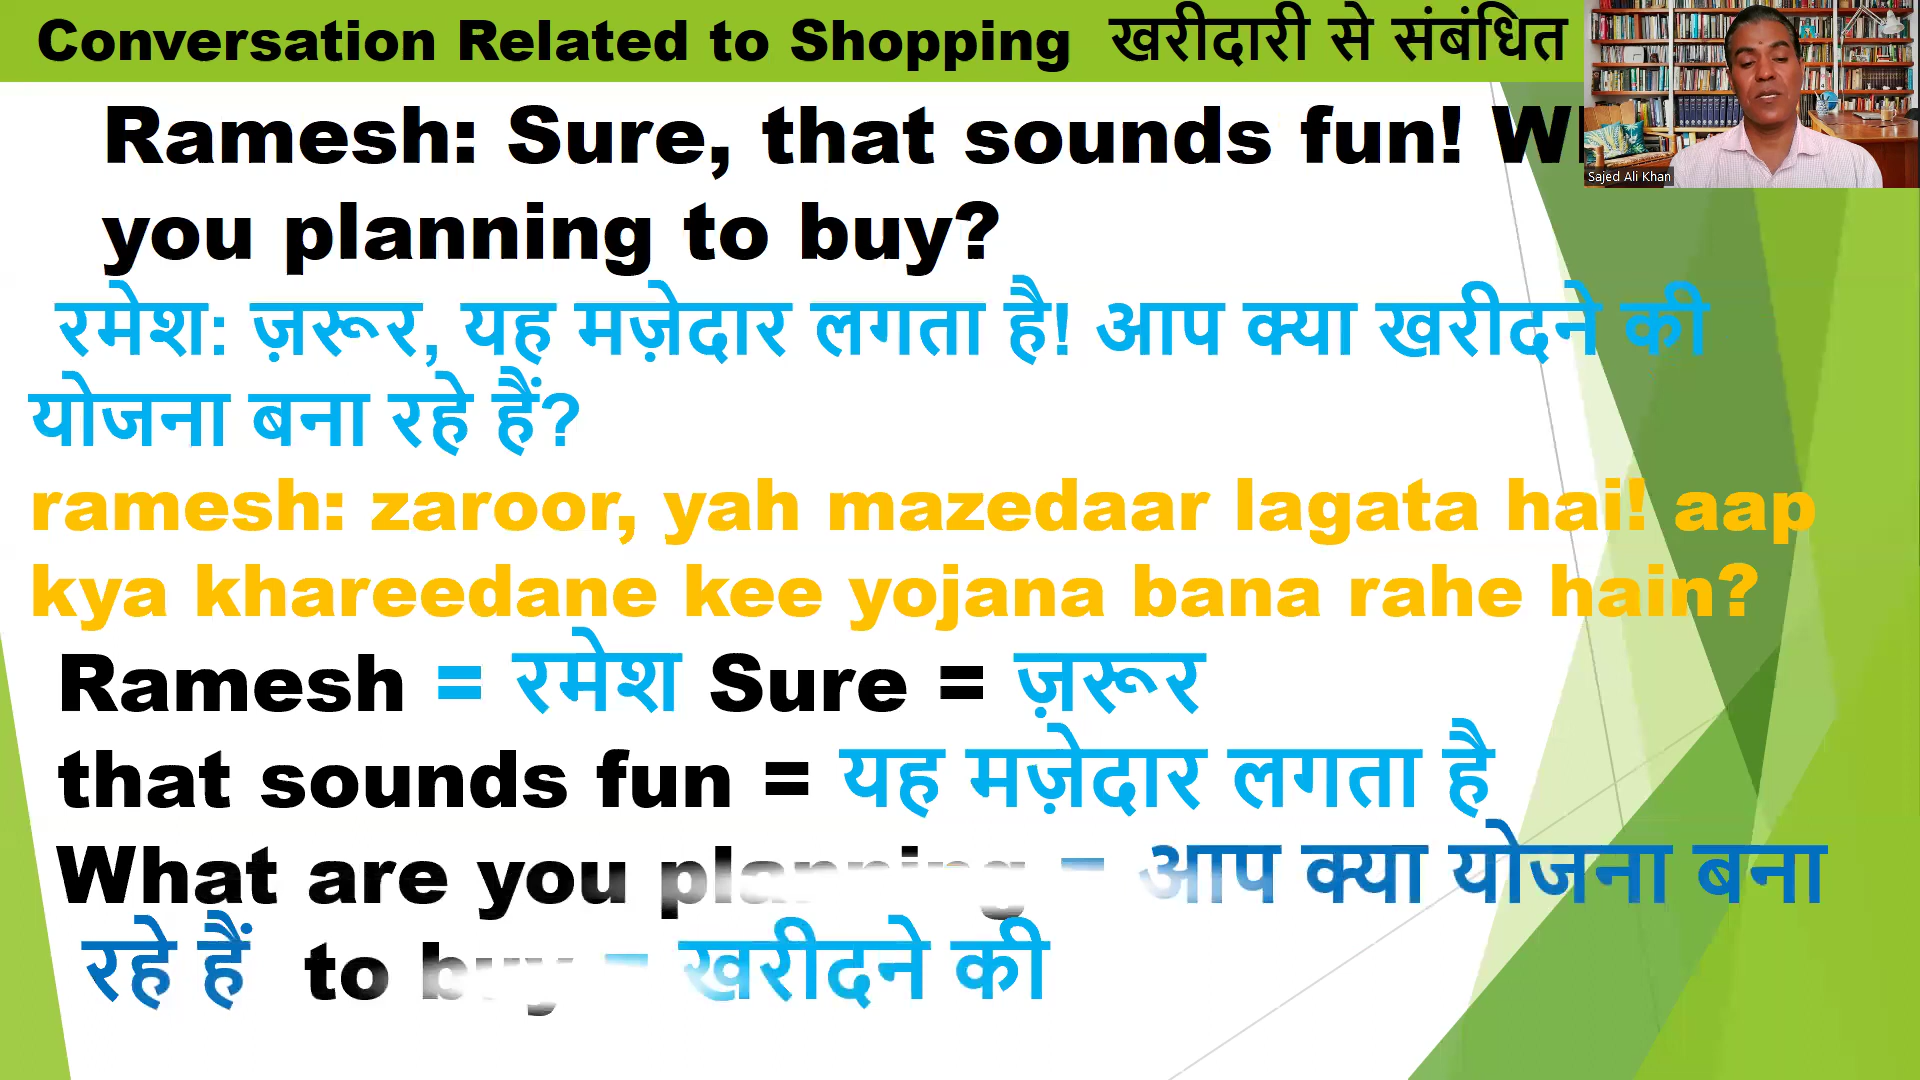 Conversation Related to Shopping खरीदारी से संबंधित
Ramesh: Sure, that sounds fun!
you planning to buy?
रमेश: ज़रूर, यह मज़ेदार लगता है! आप क्या खरीदने की
योजना बना रहे हैं?
ramesh: zaroor, yah mazedaar lagata hai! aap
kya khareedane kee yojana bana rahe hain?
Ramesh = रमेश Sure = ज़रूर
that sounds fun = यह मज़ेदार लगता है
What are you planning = आप क्या योजना बना
रहे हैं to buy = खरीदने की
Sajed Ali Khan